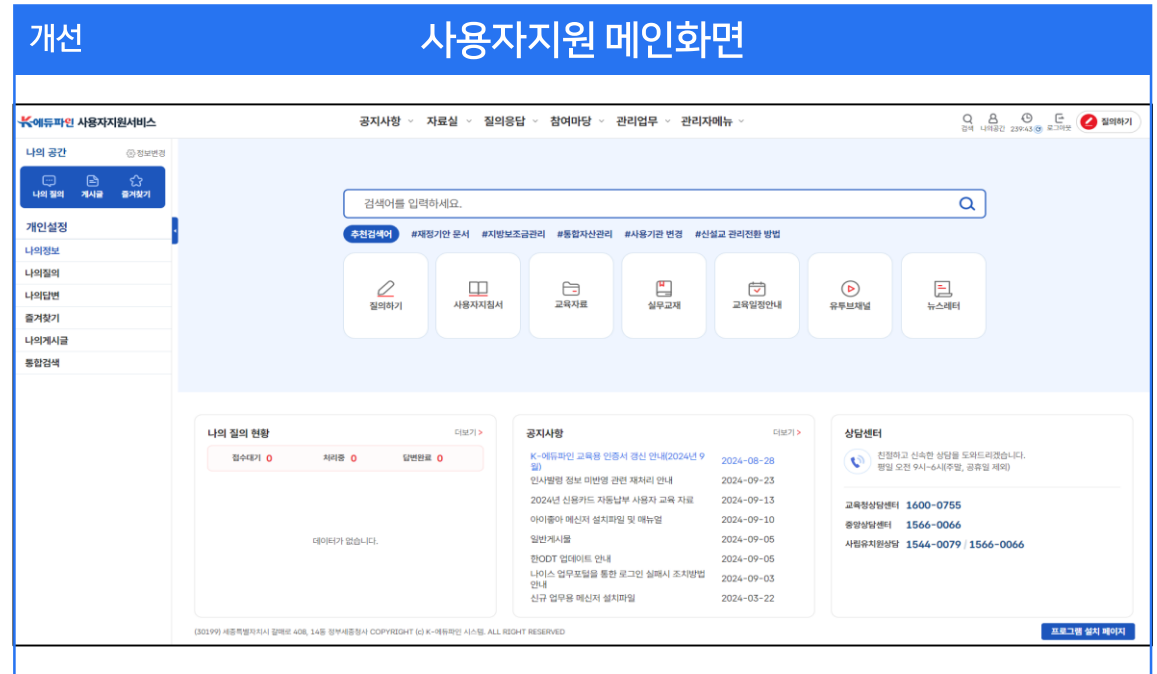 개선
사용자지원 메인화면
K-에듀파인 사용자지원서비스
공지사항 자료실 질의응답 참여마당 관리업무 관리자메뉴
검색 나의공간 239:43 로그아웃 질의하기
나의 공간 정보변경
나의 질의 게시글 즐겨찾기
개인설정
나의정보
나의질의
나의답변
즐겨찾기
나의게시글
통합검색
검색어를 입력하세요.
추천검색어 #재정기안 문서 #지방보조금관리 #통합자산관리 #사용기관 변경 #신설교 관리전환 방법
질의하기 사용자지침서 교육자료 실무교재 교육일정안내 유투브채널 뉴스레터
나의 질의 현황 더보기 >
접수대기 0 처리중 0 답변완료 0
데이터가 없습니다.
공지사항 더보기 >
K-에듀파인 교육용 인증서 갱신 안내(2024년 9
월) 2024-08-28
인사발령 정보 미반영 관련 재처리 안내 2024-09-23
2024년 신용카드 자동납부 사용자 교육 자료 2024-09-13
아이좋아 메신저 설치파일 및 매뉴얼 2024-09-10
일반게시물 2024-09-05
한ODT 업데이트 안내 2024-09-05
나이스 업무포털을 통한 로그인 실패시 조치방법
안내 2024-09-03
신규 업무용 메신저 설치파일 2024-03-22
상담센터
친절하고 신속한 상담을 도와드리겠습니다.
평일 오전 9시~6시(주말, 공휴일 제외)
교육청상담센터 1600-0755
중앙상담센터 1566-0066
사립유치원상담 1544-0079 / 1566-0066
(30199) 세종특별자치시 갈매로 408, 14동 정부세종청사 COPYRIGHT (c) K-에듀파인 시스템. ALL RIGHT RESERVED
프로그램 설치 페이지